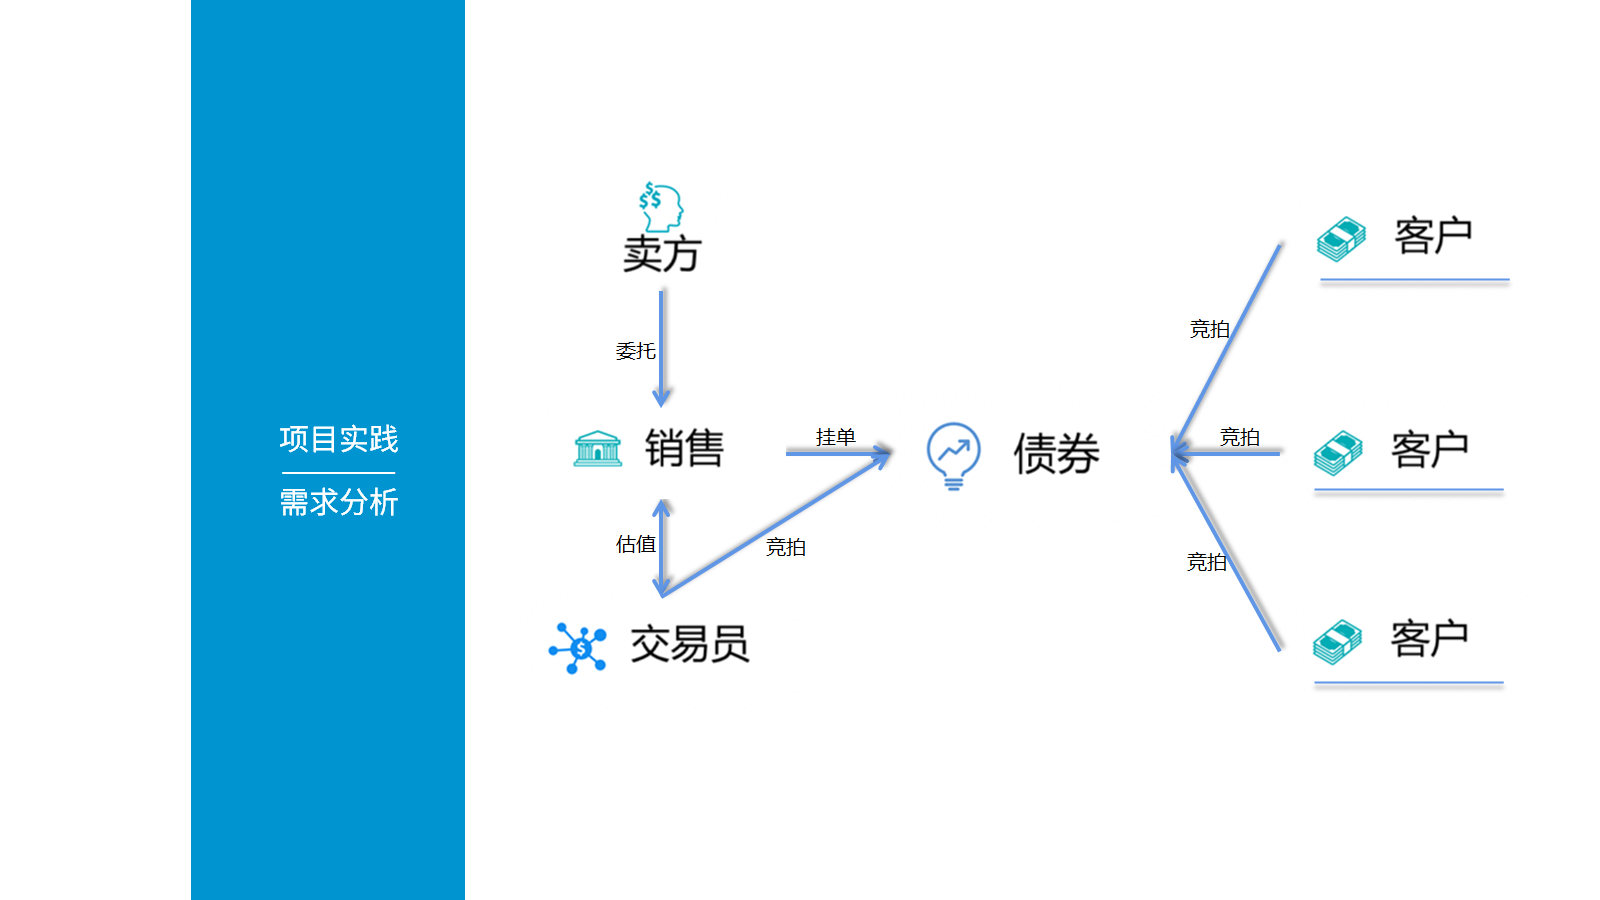 项目实践
需求分析
$
$$
卖方
委托
销售
挂单
债券
估值
竞拍
$
交易员
竞拍
客户
竞拍
客户
竞拍
客户